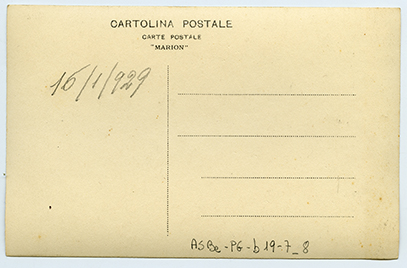 CARTOLINA POSTALE
CARTE POSTALE
"MARION"
16/1/929
ASBe-PG-b19-7_8